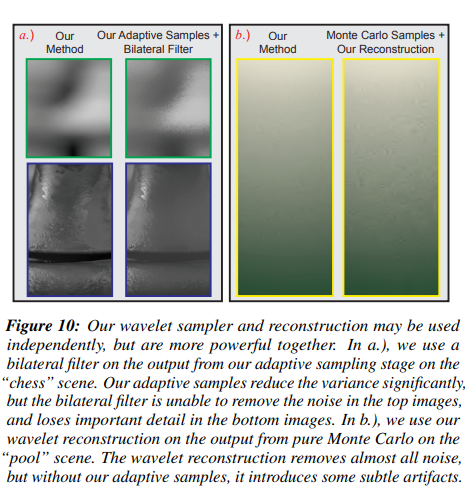 a.) Our Our Adaptive Samples + b.) Our Monte Carlo Samples +
Method Bilateral Filter Method Our Reconstruction
Figure 10: Our wavelet sampler and reconstruction may be used
independently, but are more powerful together. In a.), we use a
bilateral filter on the output from our adaptive sampling stage on the
“chess” scene. Our adaptive samples reduce the variance significantly,
but the bilateral filter is unable to remove the noise in the top images,
and loses important detail in the bottom images. In b.), we use our
wavelet reconstruction on the output from pure Monte Carlo on the
“pool” scene. The wavelet reconstruction removes almost all noise,
but without our adaptive samples, it introduces some subtle artifacts.